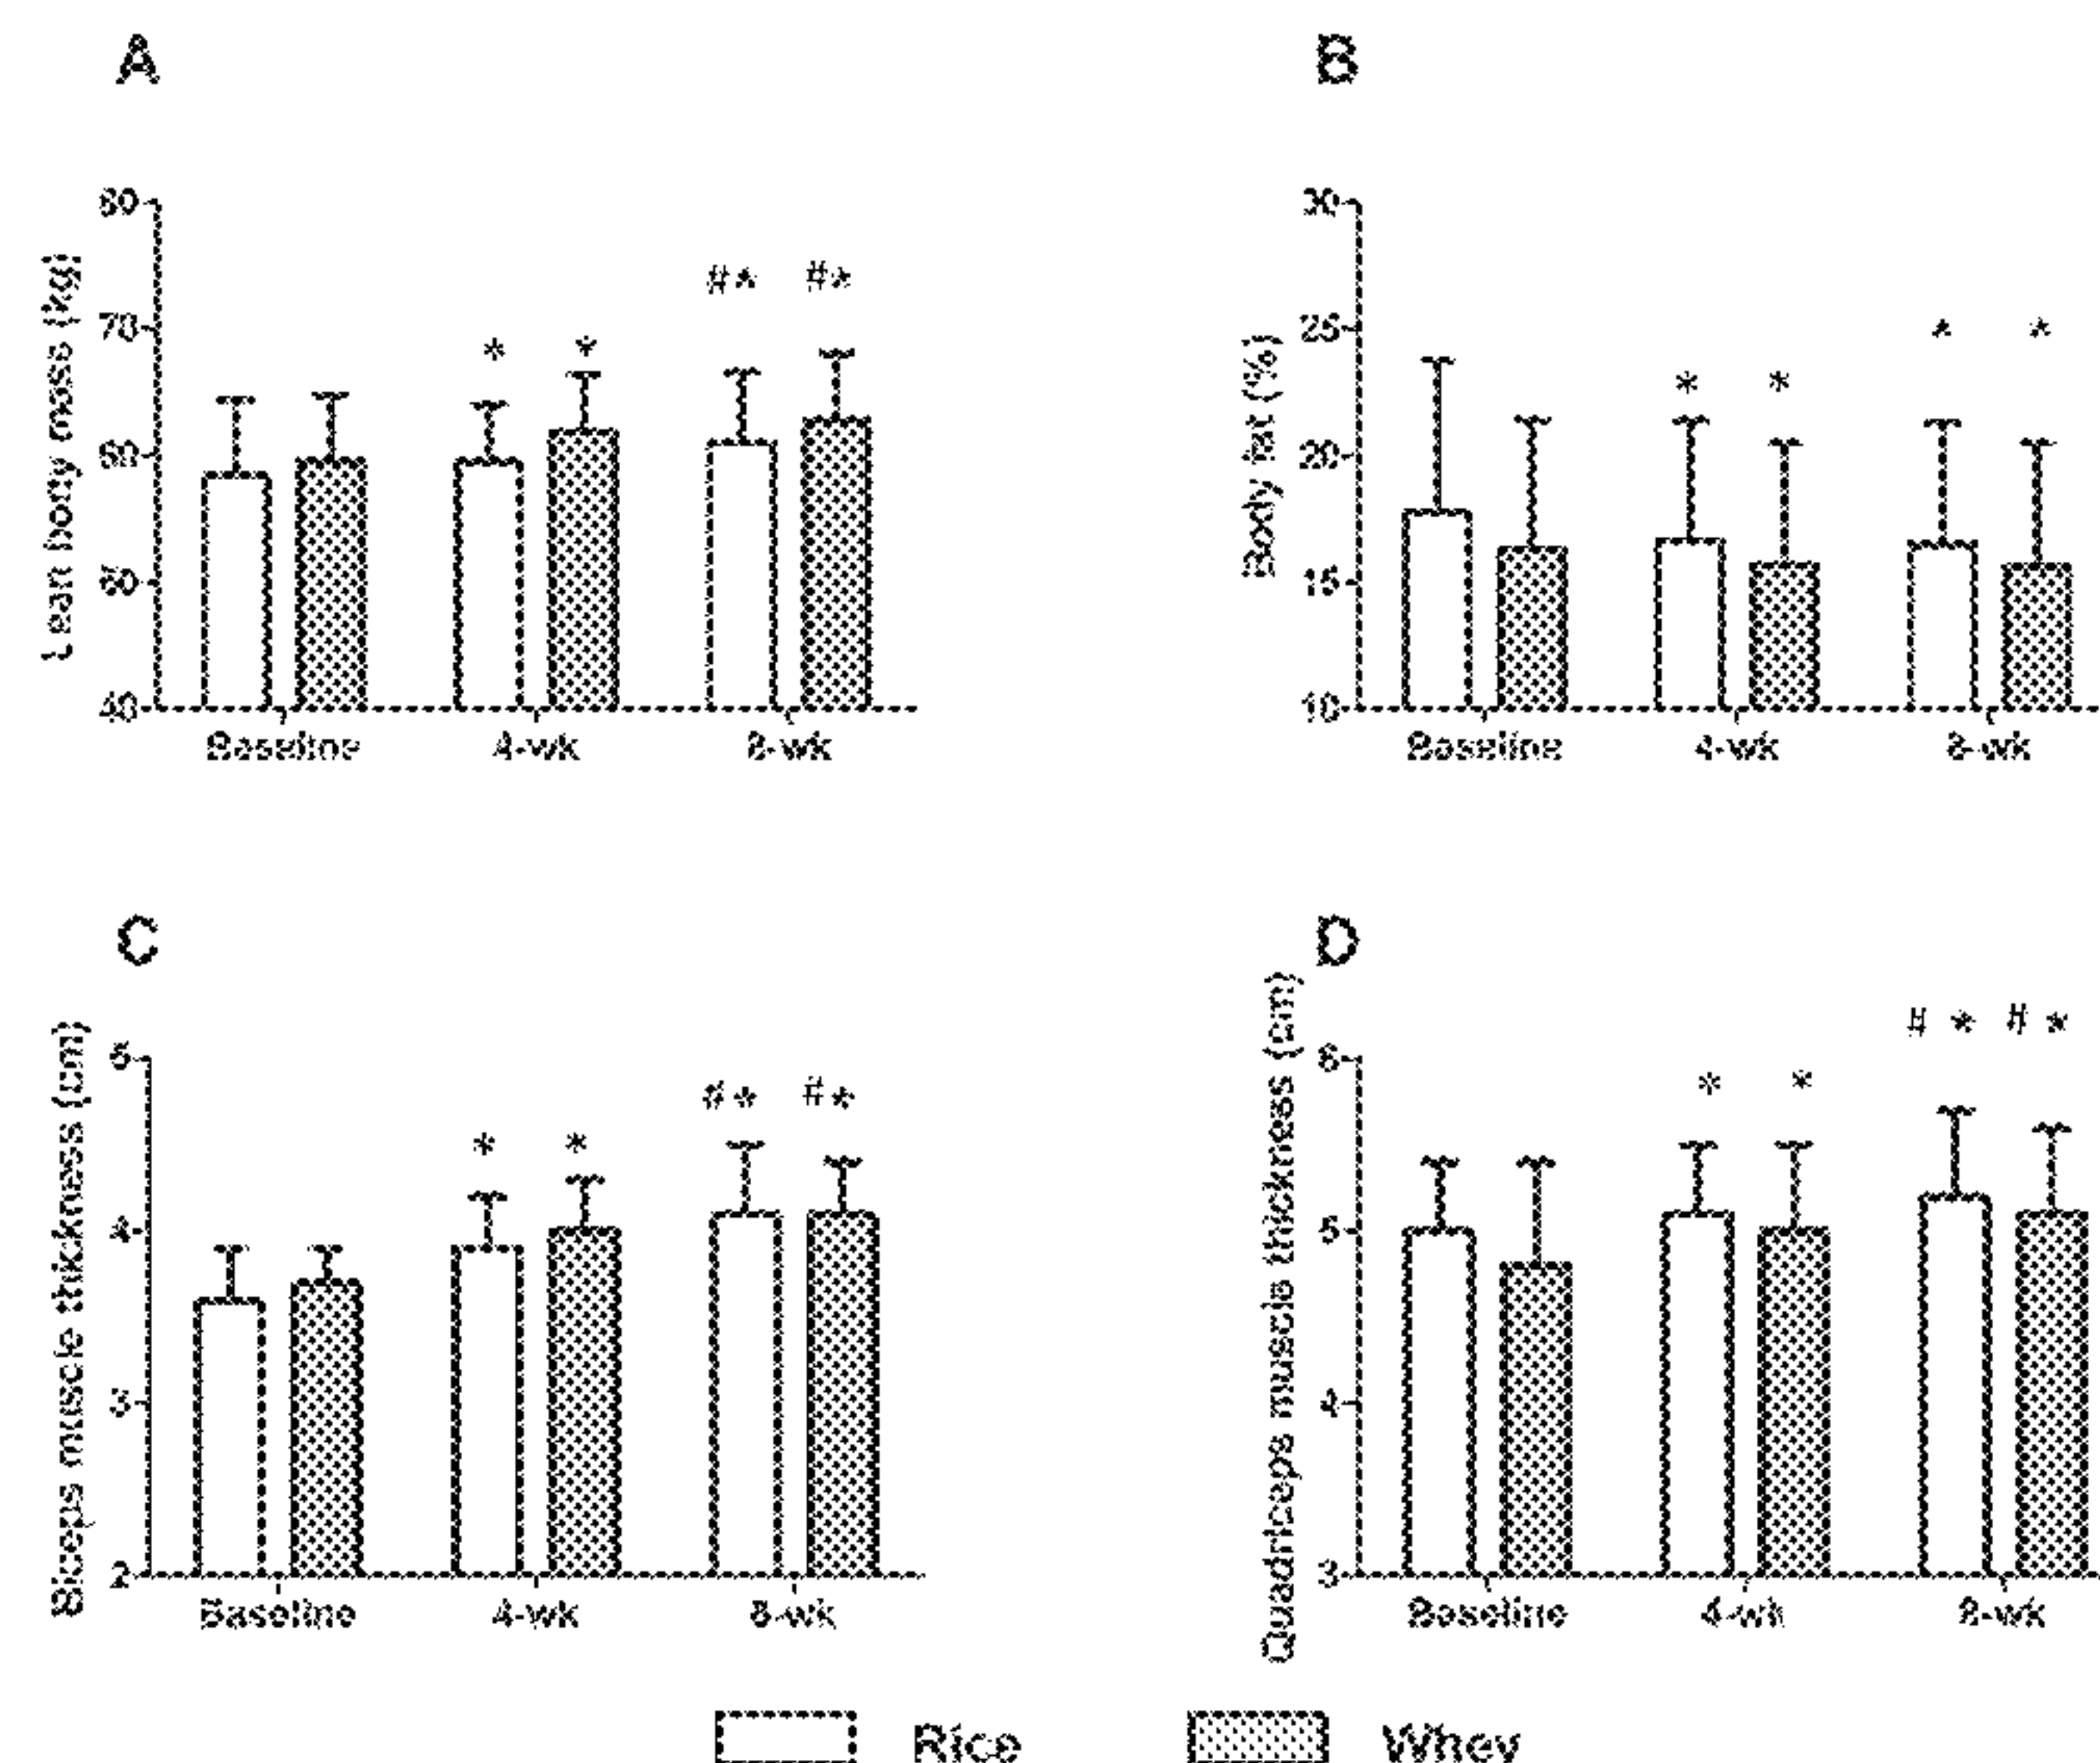 A
B
Lean body mass (kg)
80
70
60
50
40
* *
#* #*
Baseline 4-wk 8-wk
Body fat (%)
30
25
20
15
10
* *
* *
Baseline 4-wk 8-wk
C
D
Biceps muscle thickness (cm)
5
4
3
2
* *
#* #*
Baseline 4-wk 8-wk
Quadriceps muscle thickness (cm)
6
5
4
3
* *
# * # *
Baseline 4-wk 8-wk
Rice Whey